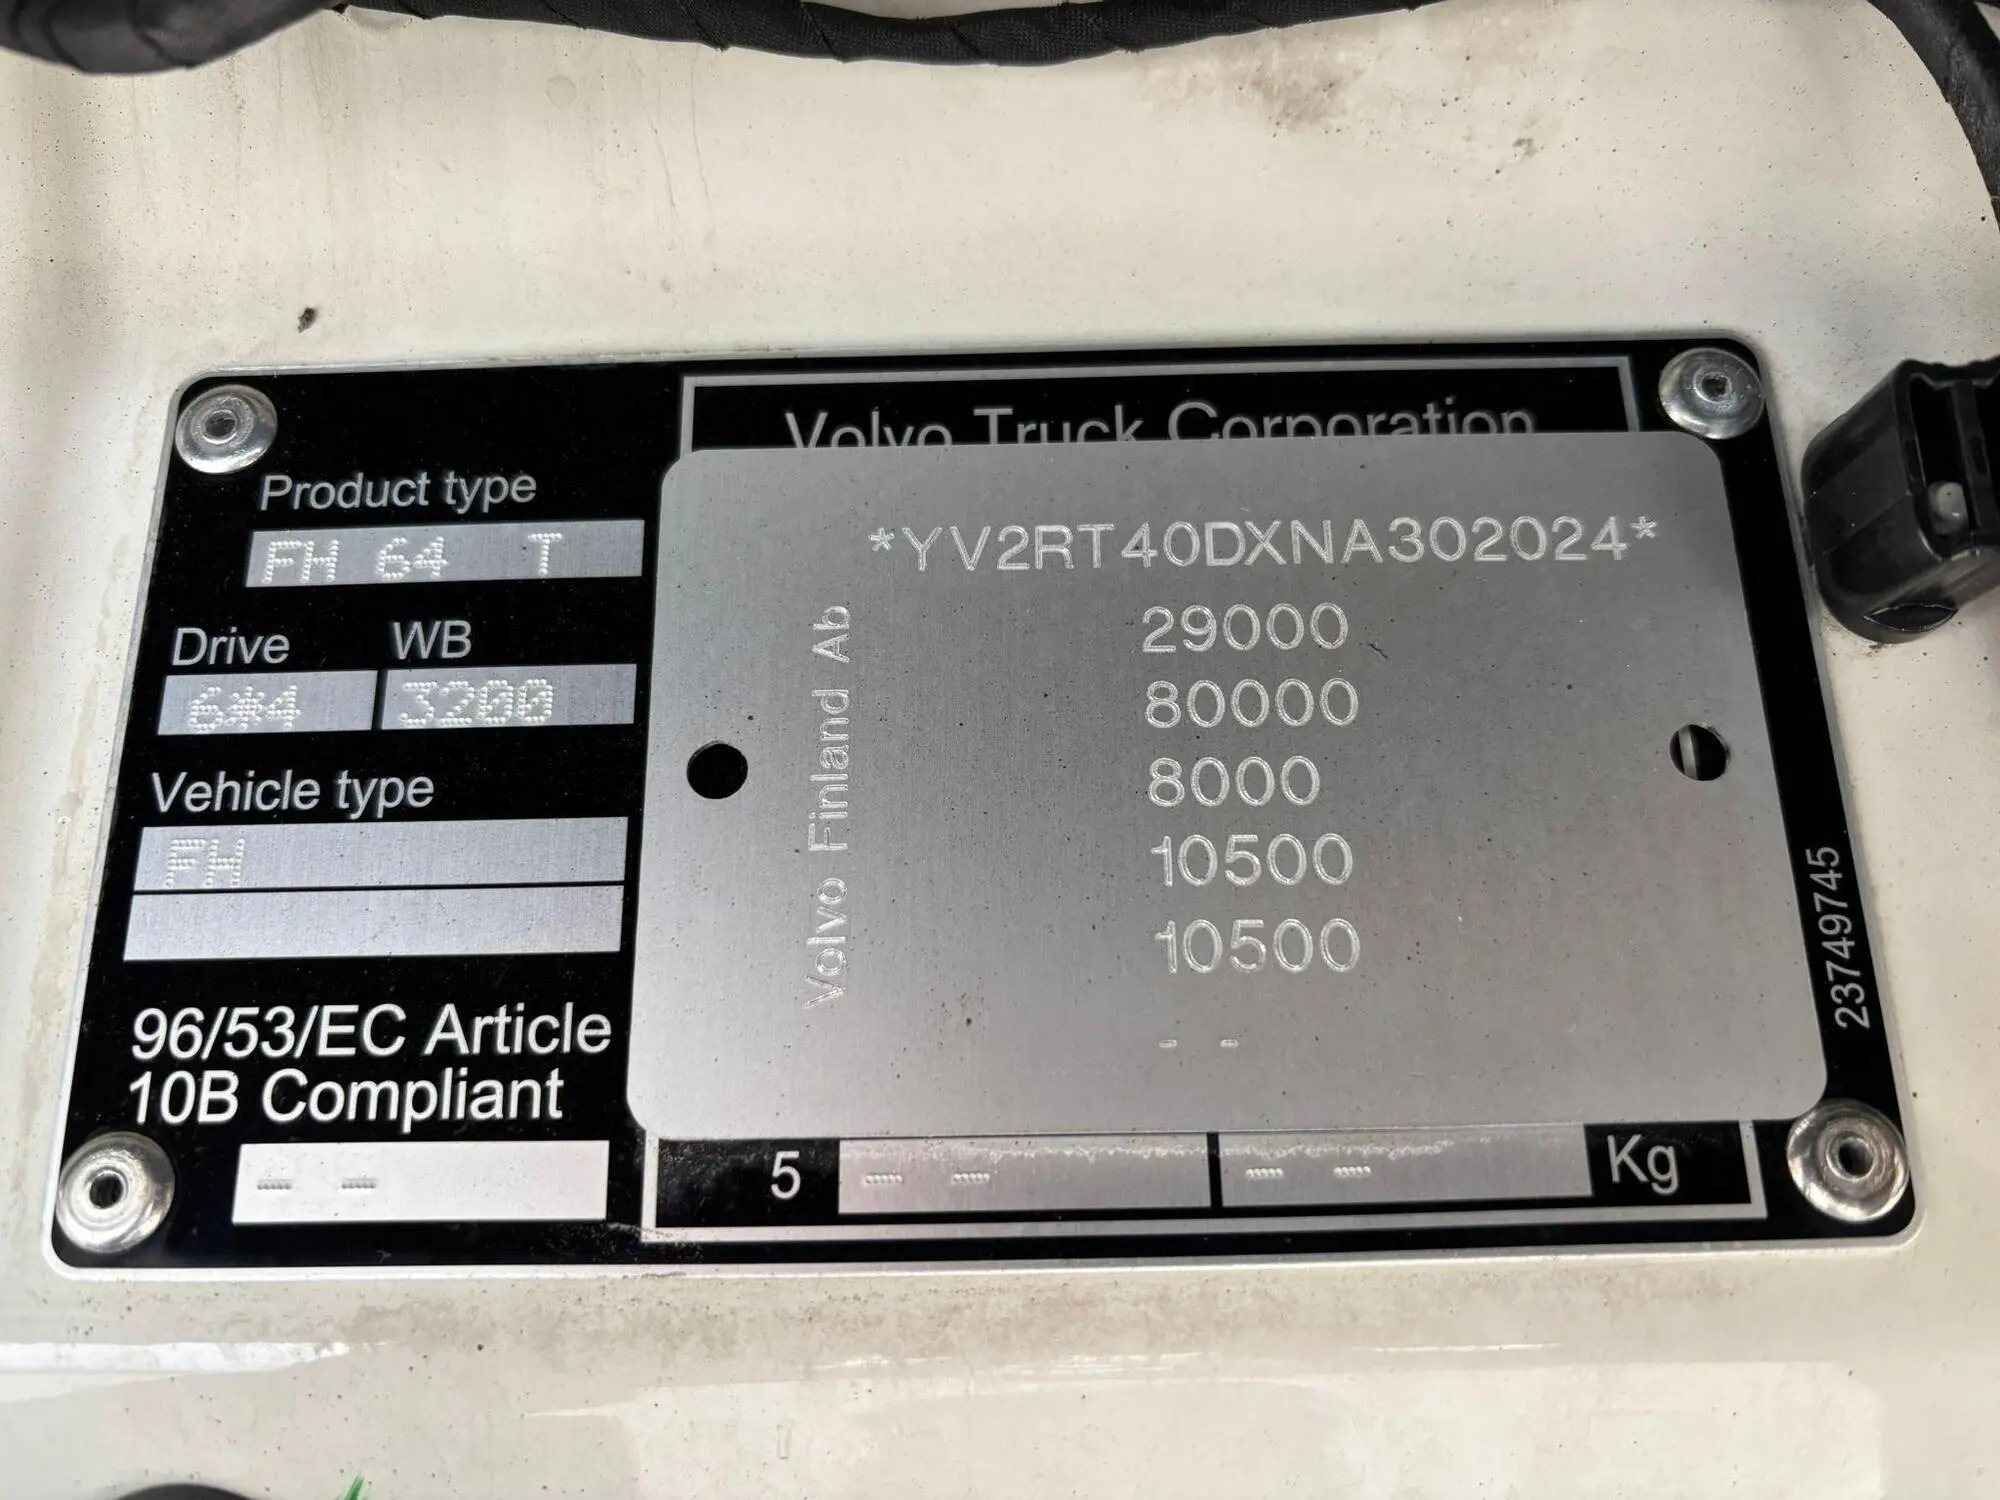 Volvo Truck Corporation
Product type
FH 64 T
Drive WB
6*4 3200
Vehicle type
FH
96/53/EC Article
10B Compliant
- -
Volvo Finland Ab
*YV2RT40DXNA302024*
29000
80000
8000
10500
10500
- -
5 - - - - Kg
23749745